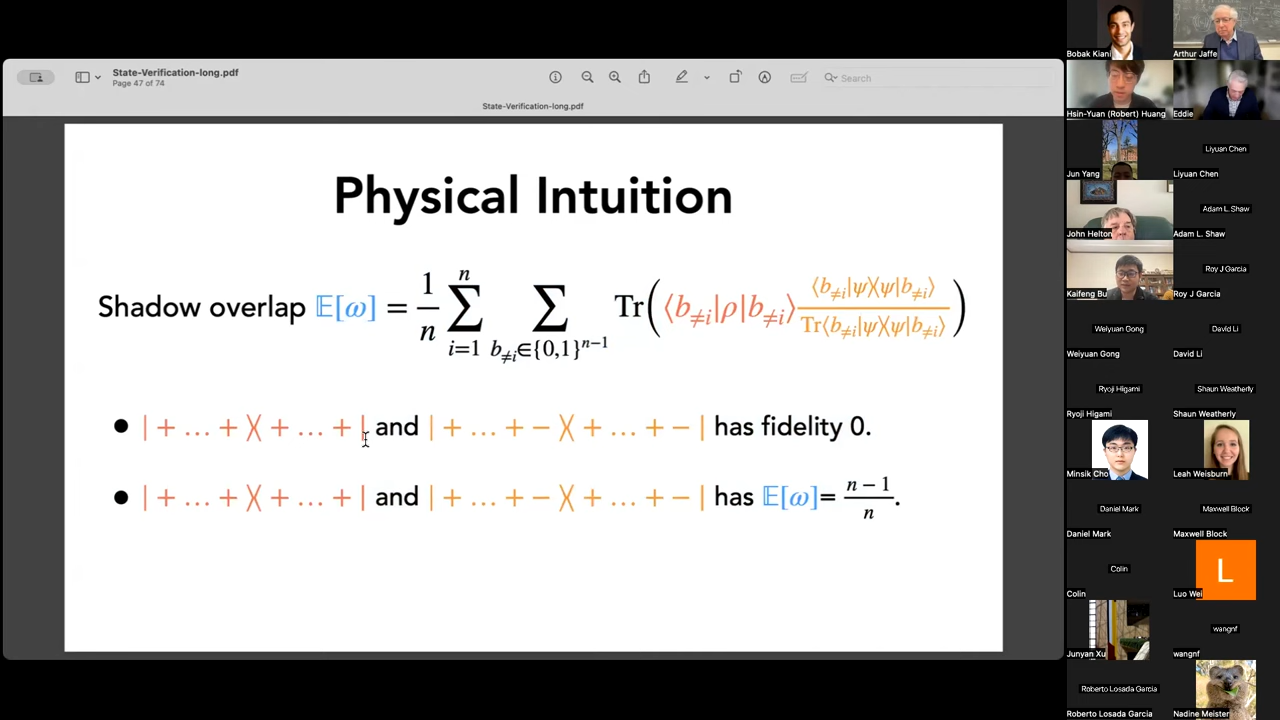 State-Verification-long.pdf
Page 47 of 74
Search
State-Verification-long.pdf
Physical Intuition
Shadow overlap 𝔼[ω] = 1/n ∑_{i=1}^{n} ∑_{b_{≠i}∈{0,1}^{n−1}} Tr(⟨b_{≠i}|ρ|b_{≠i}⟩ ⟨b_{≠i}|ψ⟩⟨ψ|b_{≠i}⟩ / Tr⟨b_{≠i}|ψ⟩⟨ψ|b_{≠i}⟩)
● | + … + ⟩⟨ + … + | and | + … + − ⟩⟨ + … + − | has fidelity 0.
● | + … + ⟩⟨ + … + | and | + … + − ⟩⟨ + … + − | has 𝔼[ω]= (n − 1)/n.
Bobak Kiani
Arthur Jaffe
Hsin-Yuan (Robert) Huang
Eddie
Jun Yang
Liyuan Chen
Liyuan Chen
John Helton
Adam L. Shaw
Adam L. Shaw
Kaifeng Bu
Roy J Garcia
Roy J Garcia
Weiyuan Gong
Weiyuan Gong
David Li
David Li
Ryoji Higami
Ryoji Higami
Shaun Weatherly
Shaun Weatherly
Minsik Cho
Leah Weisburn
Daniel Mark
Daniel Mark
Maxwell Block
Maxwell Block
Colin
Colin
L
Luo Wei
Junyan Xu
wangnf
wangnf
Roberto Losada Garcia
Roberto Losada Garcia
Nadine Meister